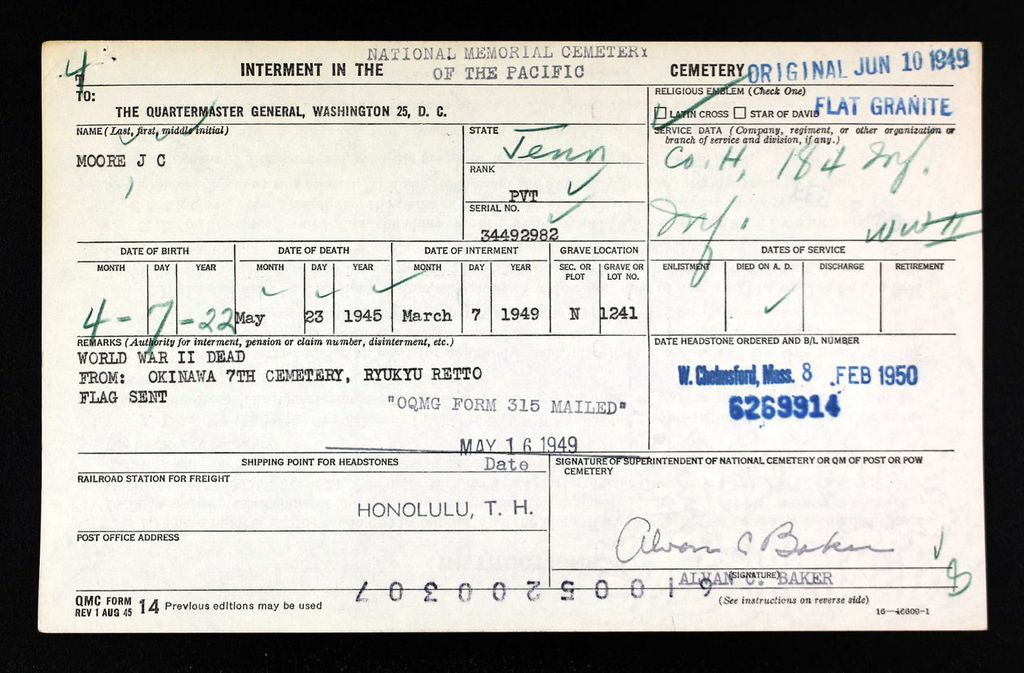 4
NATIONAL MEMORIAL CEMETERY
INTERMENT IN THE OF THE PACIFIC CEMETERY ORIGINAL JUN 10 1949
TO:
THE QUARTERMASTER GENERAL, WASHINGTON 25, D. C.
RELIGIOUS EMBLEM (Check One)
LATIN CROSS STAR OF DAVID FLAT GRANITE
NAME (Last, first, middle initial)
MOORE J C
STATE
Tenn
RANK
PVT
SERIAL NO.
34492982
SERVICE DATA (Company, regiment, or other organization or
branch of service and division, if any.)
Co. H, 184 Inf.
Inf. WW II
DATE OF BIRTH DATE OF DEATH DATE OF INTERMENT GRAVE LOCATION DATES OF SERVICE
MONTH DAY YEAR MONTH DAY YEAR MONTH DAY YEAR SEC. OR PLOT GRAVE OR LOT NO. ENLISTMENT DIED ON A. D. DISCHARGE RETIREMENT
4-7-22 May 23 1945 March 7 1949 N 1241
REMARKS (Authority for interment, pension or claim number, disinterment, etc.)
WORLD WAR II DEAD
FROM: OKINAWA 7TH CEMETERY, RYUKYU RETTO
FLAG SENT
"OQMG FORM 315 MAILED"
MAY 16 1949
Date
DATE HEADSTONE ORDERED AND B/L NUMBER
W. Chelmsford, Mass. 8 FEB 1950
6269914
SHIPPING POINT FOR HEADSTONES
RAILROAD STATION FOR FREIGHT
HONOLULU, T. H.
POST OFFICE ADDRESS
SIGNATURE OF SUPERINTENDENT OF NATIONAL CEMETERY OR QM OF POST OR POW
CEMETERY
Alvan C Baker
ALVAN C. BAKER
(SIGNATURE)
(See instructions on reverse side)
61005200307
QMC FORM
REV 1 AUG 45 14 Previous editions may be used
16—46609-1